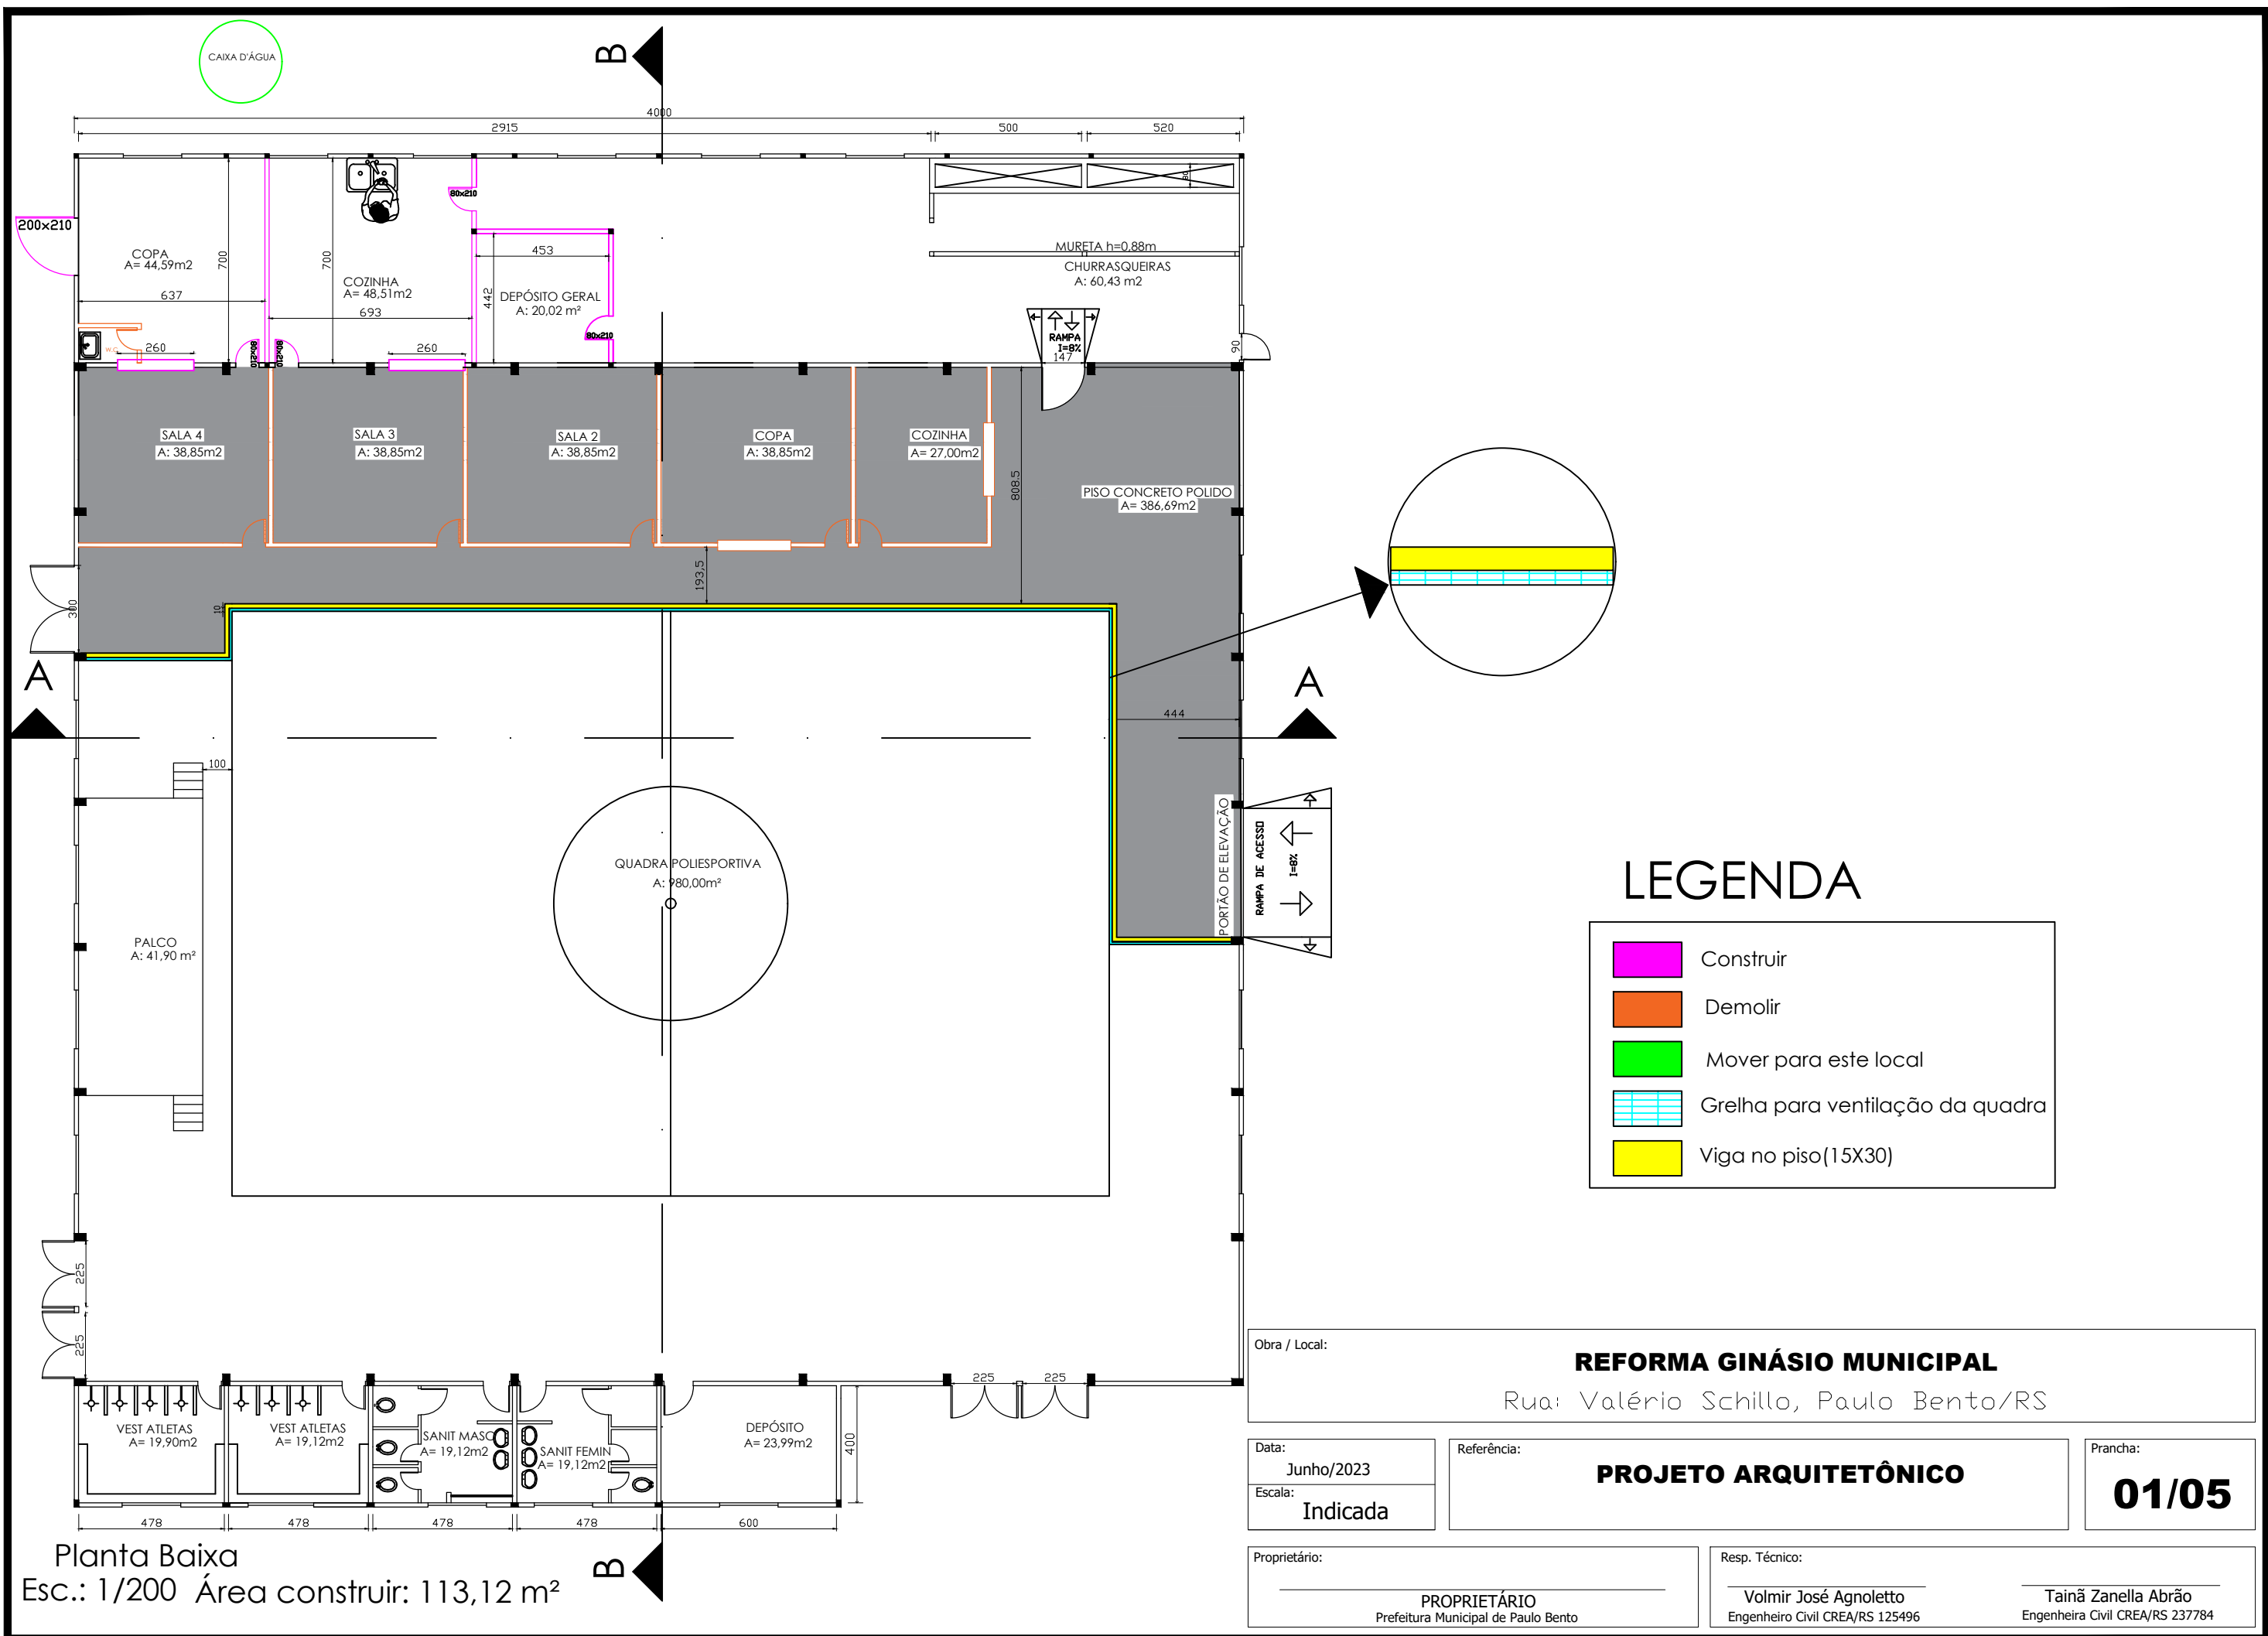 CAIXA D'ÁGUA
B
4000
2915
500
520
80
80x210
200x210
COPA
A= 44,59m2
700
637
W.C.
260
80x210
700
COZINHA
A= 48,51m2
693
260
80x210
453
442
DEPÓSITO GERAL
A: 20,02 m²
80x210
MURETA h=0.88m
CHURRASQUEIRAS
A: 60,43 m2
RAMPA
I=8%
147
90
SALA 4
A: 38,85m2
SALA 3
A: 38,85m2
SALA 2
A: 38,85m2
COPA
A: 38,85m2
COZINHA
A= 27,00m2
808.5
PISO CONCRETO POLIDO
A= 386,69m2
193,5
300
10
A
A
444
100
PORTÃO DE ELEVAÇÃO
RAMPA DE ACESSO
I=8%
QUADRA POLIESPORTIVA
A: 980,00m²
PALCO
A: 41,90 m²
225
225
225
225
VEST ATLETAS
A= 19,90m2
VEST ATLETAS
A= 19,12m2
SANIT MASC
A= 19,12m2
SANIT FEMIN
A= 19,12m2
DEPÓSITO
A= 23,99m2
400
478
478
478
478
600
B
Planta Baixa
Esc.: 1/200 Área construir: 113,12 m²
LEGENDA
Construir
Demolir
Mover para este local
Grelha para ventilação da quadra
Viga no piso(15X30)
Obra / Local:
REFORMA GINÁSIO MUNICIPAL
Rua: Valério Schillo, Paulo Bento/RS
Data:
Junho/2023
Escala:
Indicada
Referência:
PROJETO ARQUITETÔNICO
Prancha:
01/05
Proprietário:
PROPRIETÁRIO
Prefeitura Municipal de Paulo Bento
Resp. Técnico:
Volmir José Agnoletto
Engenheiro Civil CREA/RS 125496
Tainã Zanella Abrão
Engenheira Civil CREA/RS 237784